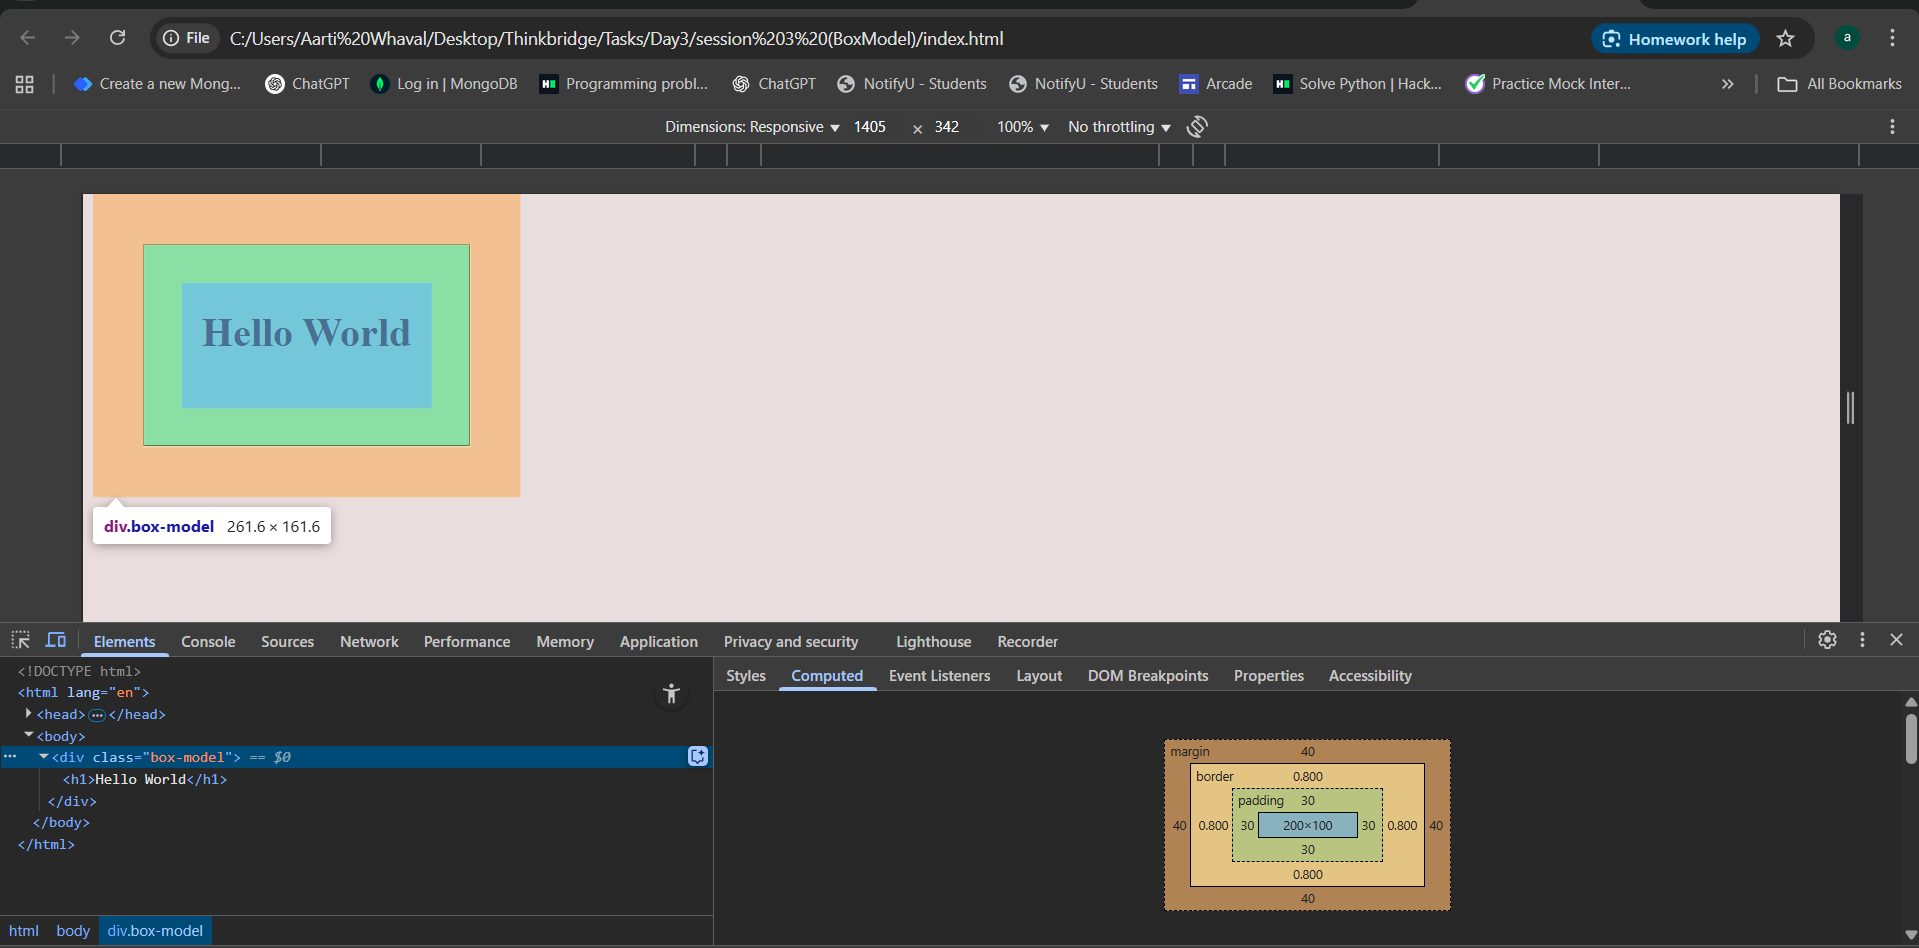 File C:/Users/Aarti%20Whaval/Desktop/Thinkbridge/Tasks/Day3/session%203%20(BoxModel)/index.html Homework help a
Create a new Mong... ChatGPT Log in | MongoDB Programming probl... ChatGPT NotifyU - Students NotifyU - Students Arcade Solve Python | Hack... Practice Mock Inter... All Bookmarks
Dimensions: Responsive 1405 × 342 100% No throttling
Hello World
div.box-model 261.6 × 161.6
Elements Console Sources Network Performance Memory Application Privacy and security Lighthouse Recorder
<!DOCTYPE html>
<html lang="en">
<head> ... </head>
<body>
<div class="box-model"> == $0
<h1>Hello World</h1>
</div>
</body>
</html>
html body div.box-model
Styles Computed Event Listeners Layout DOM Breakpoints Properties Accessibility
margin 40
border 0.800
padding 30
40 0.800 30 200×100 30 0.800 40
30
0.800
40